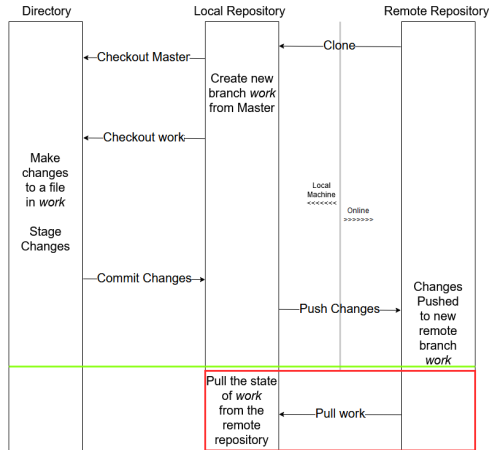 Directory
Local Repository
Remote Repository
Clone
Checkout Master
Create new
branch work
from Master
Checkout work
Make
changes
to a file
in work
Stage
Changes
Local
Machine
<<<<<<<
Online
>>>>>>>
Commit Changes
Push Changes
Changes
Pushed
to new
remote
branch
work
Pull the state
of work
from the
remote
repository
Pull work